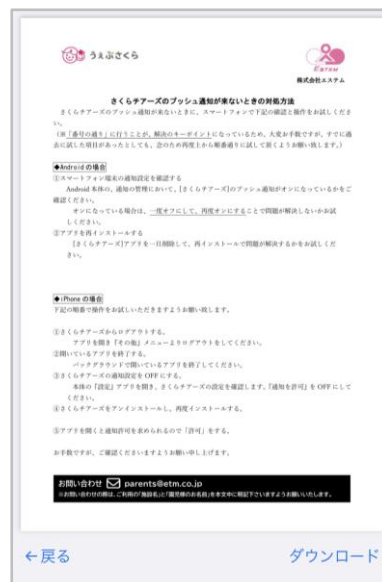 うぇぶさくら
ESTEM
株式会社エステム
さくらチアーズのプッシュ通知が来ないときの対処方法
さくらチアーズのプッシュ通知が来ないときに、スマートフォンで下記の確認と操作をお試しくださ
い。
(※「番号の通り」に行うことが、解決のキーポイントになっているため、大変お手数ですが、すでに過
去に試した項目があったとしても、念のため再度上から順番通りに試して頂くようお願い致します。)
◆Androidの場合
①スマートフォン端末の通知設定を確認する
Android 本体の、通知の管理において、[さくらチアーズ]のプッシュ通知がオンになっているかをご
確認ください。
オンになっている場合は、一度オフにして、再度オンにすることで問題が解決しないかお試
しください。
②アプリを再インストールする
[さくらチアーズ]アプリを一旦削除して、再インストールで問題が解決するかをお試しくだ
さい。
◆iPhoneの場合
下記の順番で操作をお試しいただきますようお願い致します。
①さくらチアーズからログアウトする。
アプリを開き「その他」メニューよりログアウトをしてください。
②開いているアプリを終了する。
バックグラウンドで開いているアプリを終了してください。
③さくらチアーズの通知設定を OFF にする。
本体の「設定」アプリを開き、さくらチアーズの設定を確認します。「通知を許可」を OFF にして
ください。
④さくらチアーズをアンインストールし、再度インストールする。
⑤アプリを開くと通知許可を求められるので「許可」をする。
お手数ですが、ご確認くださいますようお願い申し上げます。
お問い合わせ parents@etm.co.jp
※お問い合わせの際は、ご利用の「施設名」と「園児様のお名前」を本文中に明記下さいますようお願いいたします。
←戻る
ダウンロード